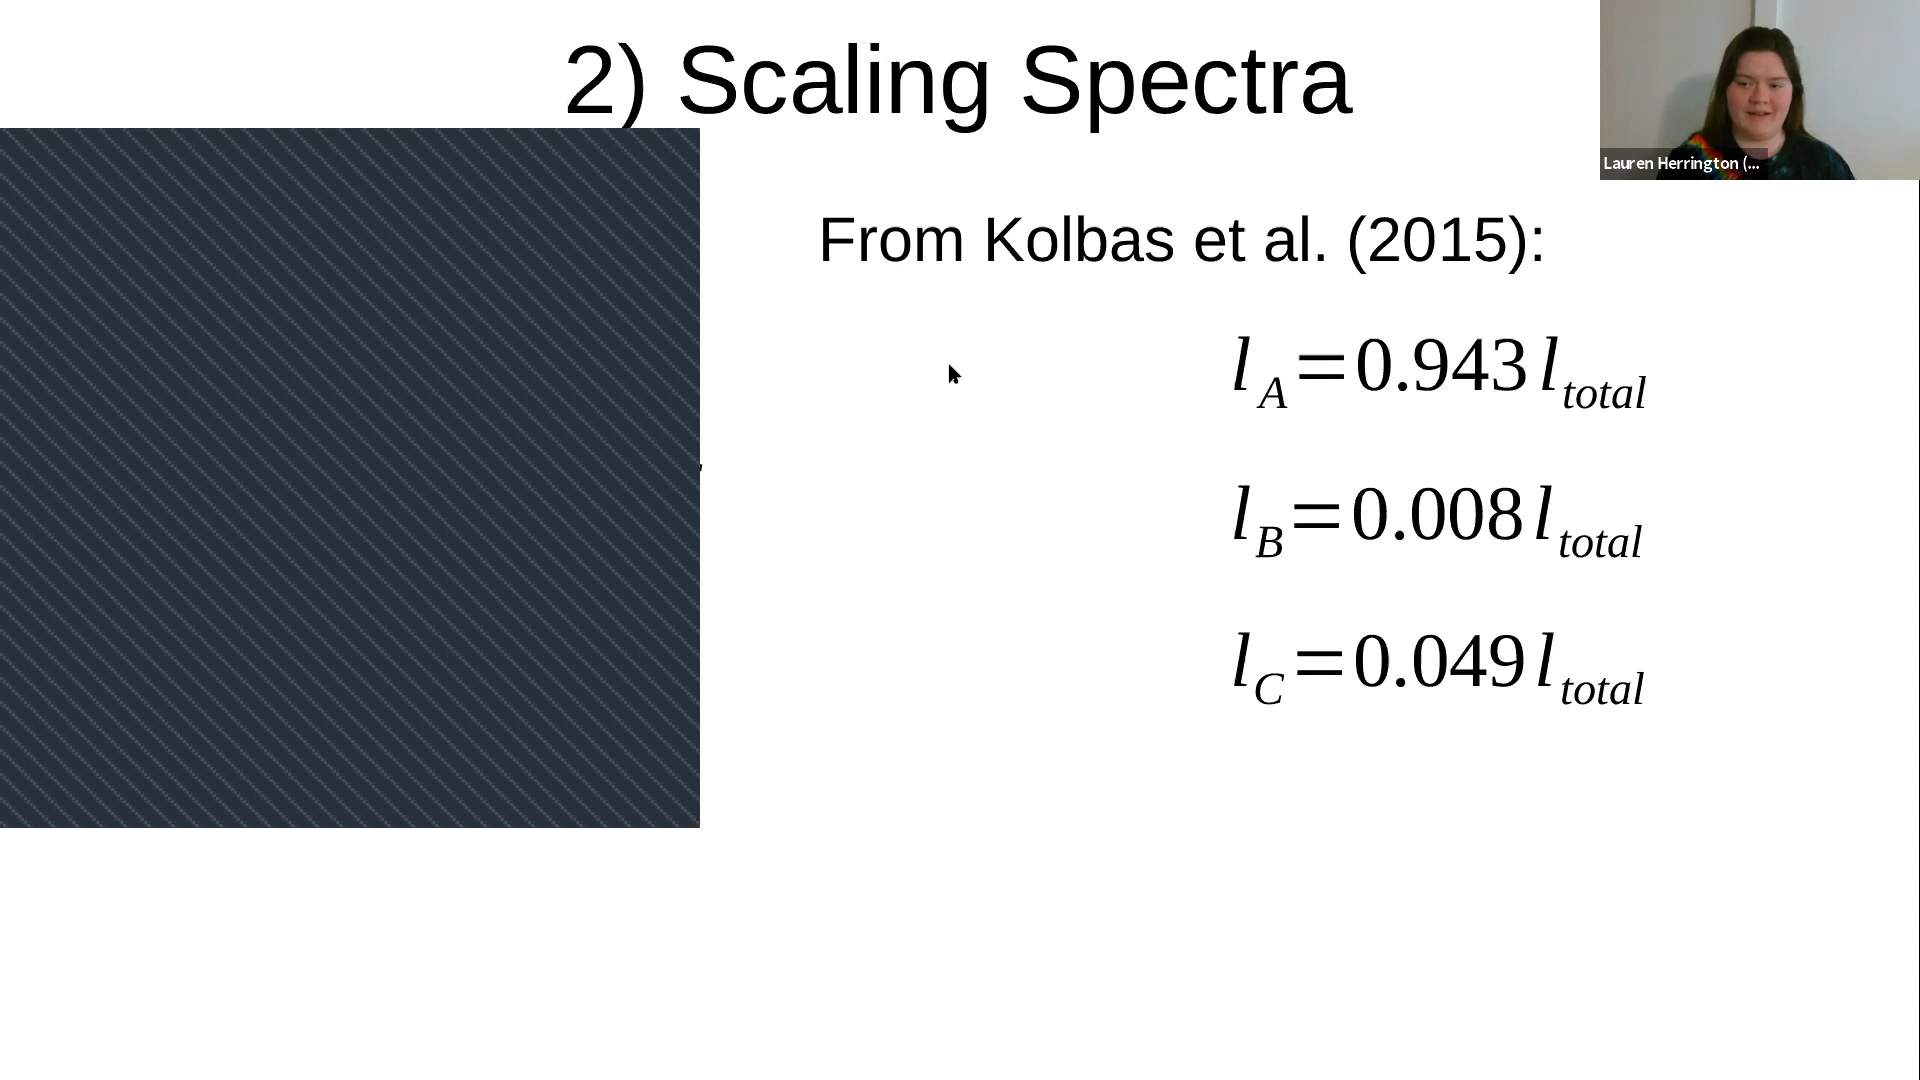 2) Scaling Spectra
Lauren Herrington (...
From Kolbas et al. (2015):
l_A=0.943 l_total
l_B=0.008 l_total
l_C=0.049 l_total